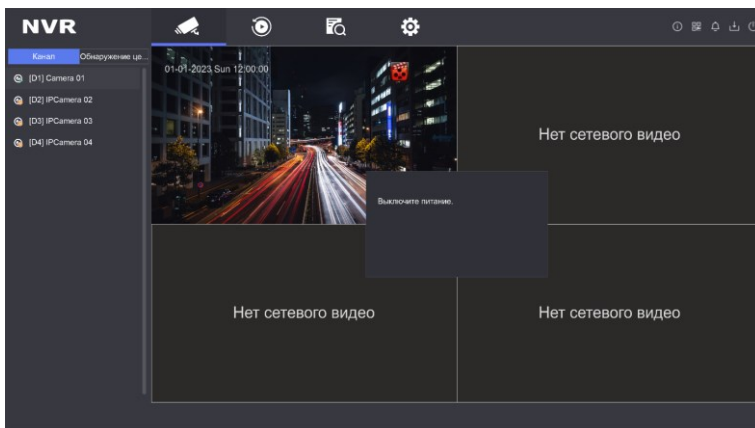 NVR
Канал
Обнаружение це...
[D1] Camera 01
[D2] IPCamera 02
[D3] IPCamera 03
[D4] IPCamera 04
01-01-2023 Sun 12:00:00
Нет сетевого видео
Выключите питание.
Нет сетевого видео
Нет сетевого видео